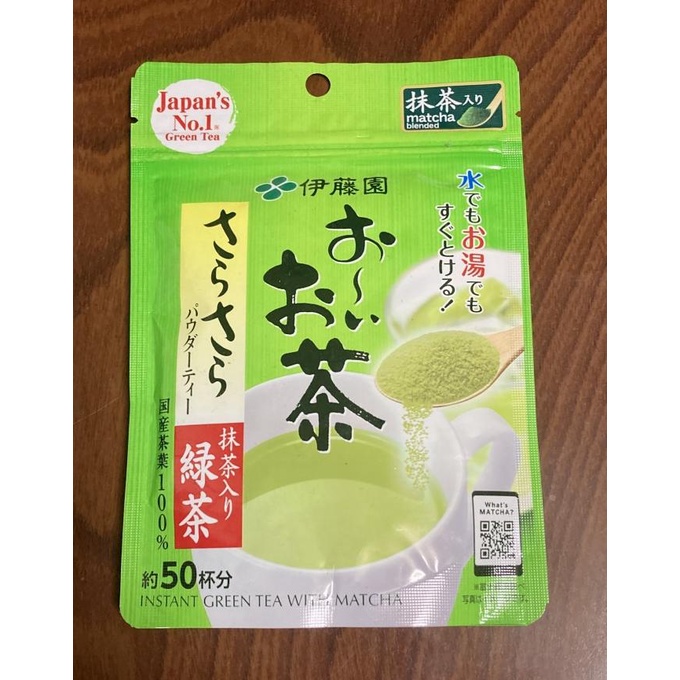 Japan's
No.1※
Green Tea
抹茶入り
matcha
blended
伊藤園
お～いお茶
水でもお湯でも
すぐとける!
さらさら
パウダーティー
抹茶入り
緑茶
国産茶葉100%
What's
MATCHA?
約50杯分
INSTANT GREEN TEA WITH MATCHA